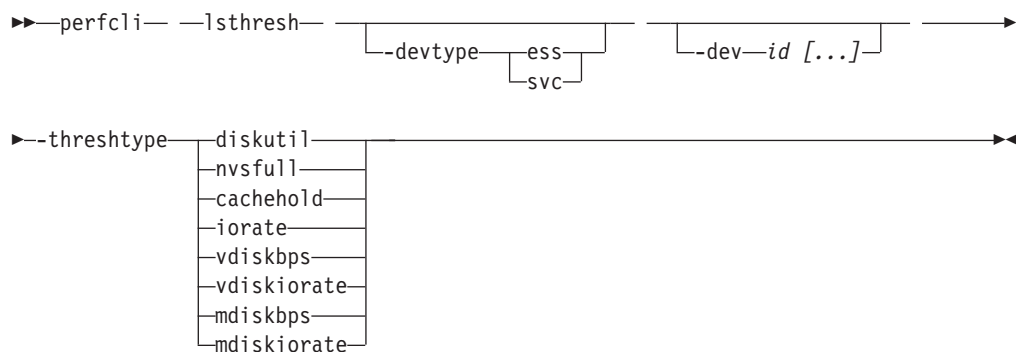 perfcli lsthresh
-devtype ess -dev id [...]
svc
-threshtype diskutil
nvsfull
cachehold
iorate
vdiskbps
vdiskiorate
mdiskbps
mdiskiorate